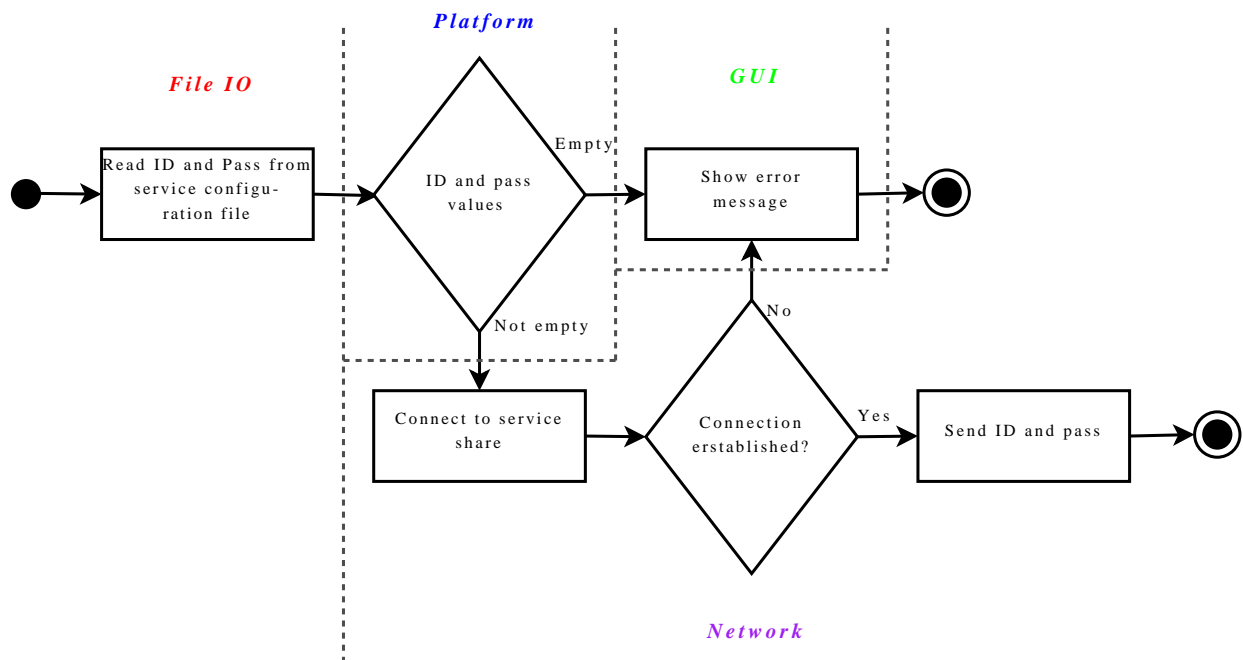 Platform
File IO
GUI
Read ID and Pass from
service configu-
ration file
ID and pass
values
Empty
Show error
message
Not empty
No
Connect to service
share
Connection
erstablished?
Yes
Send ID and pass
Network